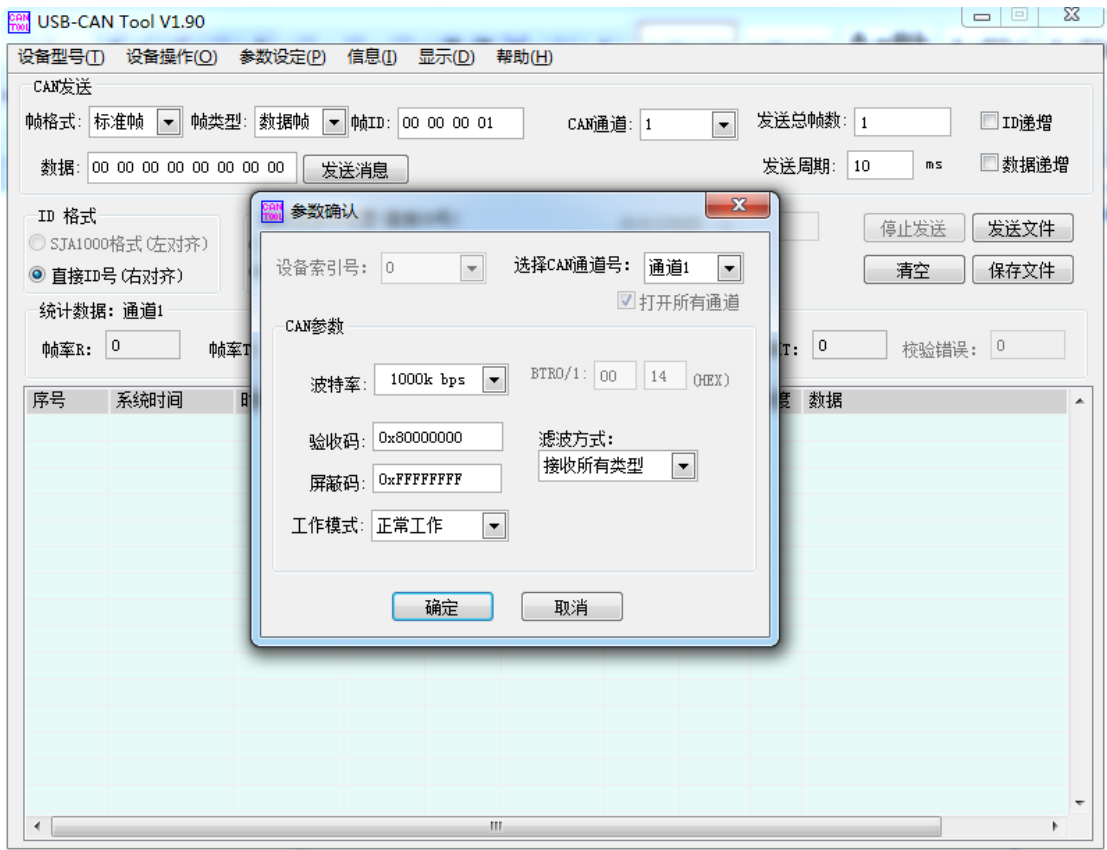 CAN TOOL USB-CAN Tool V1.90
设备型号(T) 设备操作(O) 参数设定(P) 信息(I) 显示(D) 帮助(H)
CAN发送
帧格式: 标准帧 帧类型: 数据帧 帧ID: 00 00 00 01 CAN通道: 1 发送总帧数: 1 ID递增
数据: 00 00 00 00 00 00 00 00 发送消息 发送周期: 10 ms 数据递增
ID 格式
SJA1000格式(左对齐)
直接ID号(右对齐)
停止发送 发送文件
清空 保存文件
统计数据: 通道1
帧率R: 0 帧率T 0 校验错误: 0
序号 系统时间 数据
CAN TOOL 参数确认
设备索引号: 0 选择CAN通道号: 通道1
打开所有通道
CAN参数
波特率: 1000k bps BTR0/1: 00 14 (HEX)
验收码: 0x80000000 滤波方式:
屏蔽码: 0xFFFFFFFF 接收所有类型
工作模式: 正常工作
确定 取消